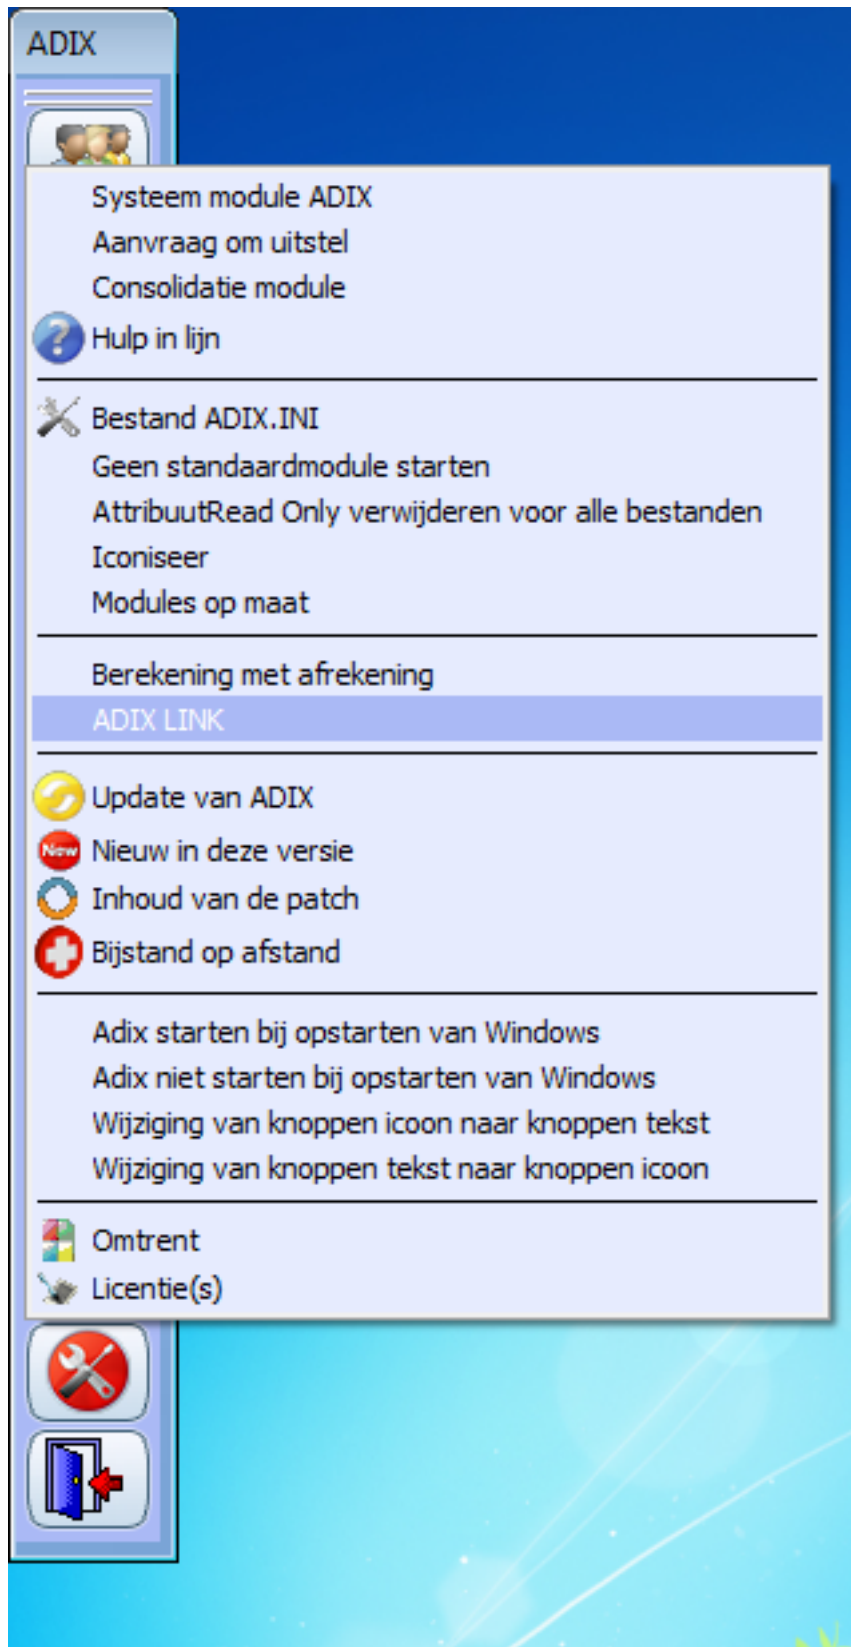 ADIX
Systeem module ADIX
Aanvraag om uitstel
Consolidatie module
Hulp in lijn
Bestand ADIX.INI
Geen standaardmodule starten
AttribuutRead Only verwijderen voor alle bestanden
Iconiseer
Modules op maat
Berekening met afrekening
ADIX LINK
Update van ADIX
New Nieuw in deze versie
Inhoud van de patch
Bijstand op afstand
Adix starten bij opstarten van Windows
Adix niet starten bij opstarten van Windows
Wijziging van knoppen icoon naar knoppen tekst
Wijziging van knoppen tekst naar knoppen icoon
Omtrent
Licentie(s)